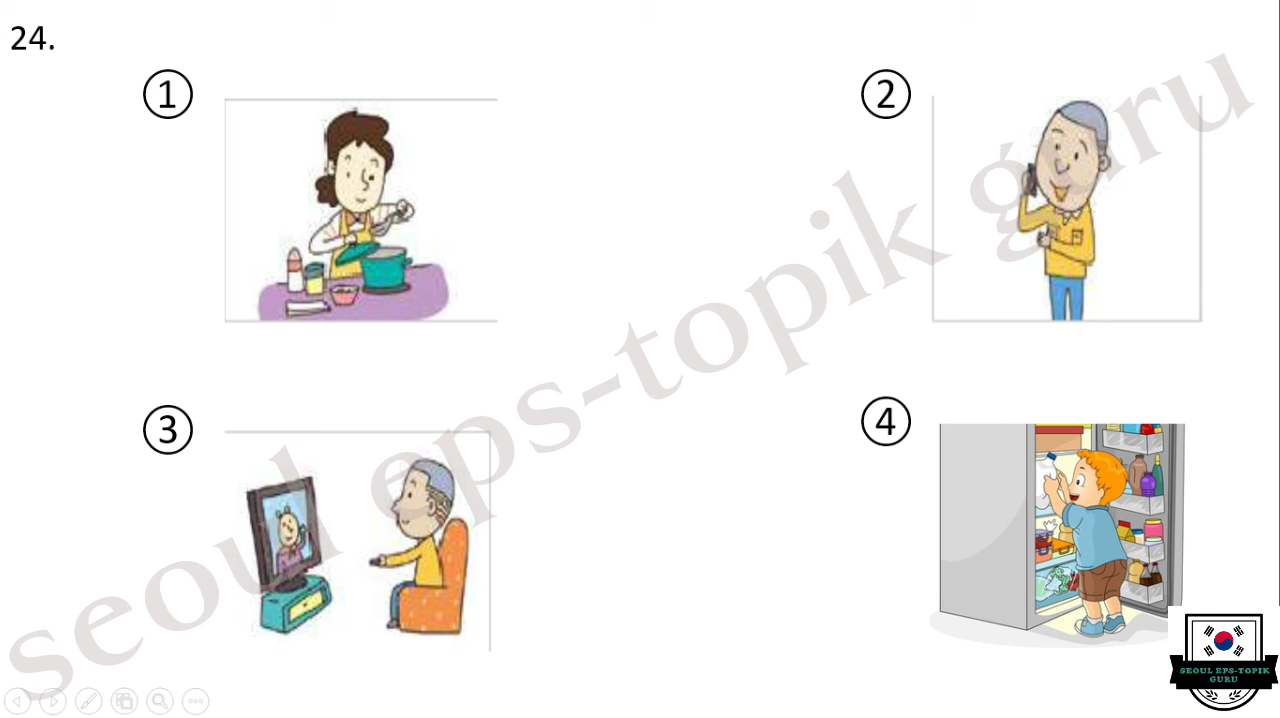 24.
①
②
③
④
seoul eps-topik guru
SEOUL EPS-TOPIK
GURU